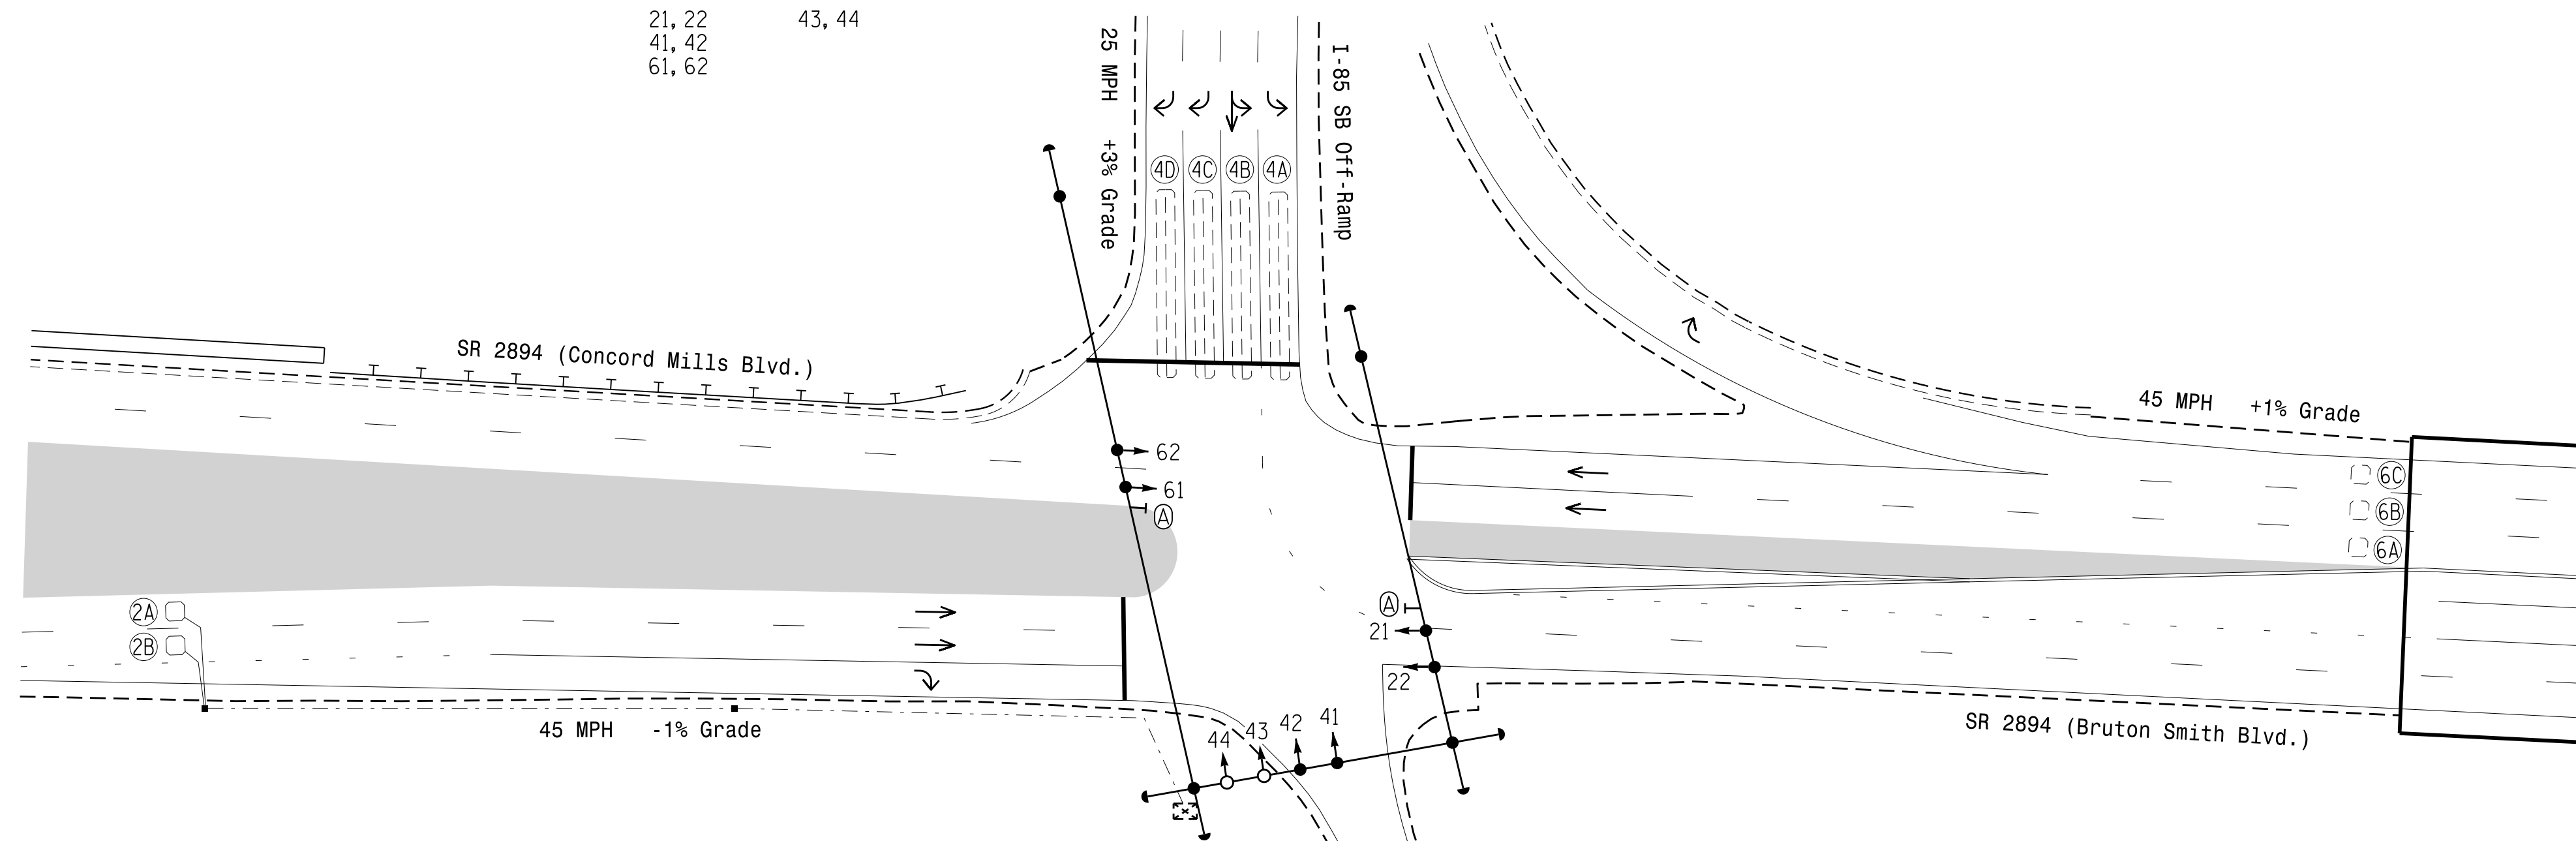 21, 22 43, 44
41, 42
61, 62
25 MPH +3% Grade
I-85 SB Off-Ramp
4D 4C 4B 4A
SR 2894 (Concord Mills Blvd.)
45 MPH +1% Grade
62
61
A
6C
6B
6A
2A
2B
A
21
22
45 MPH -1% Grade
44 43 42 41
SR 2894 (Bruton Smith Blvd.)